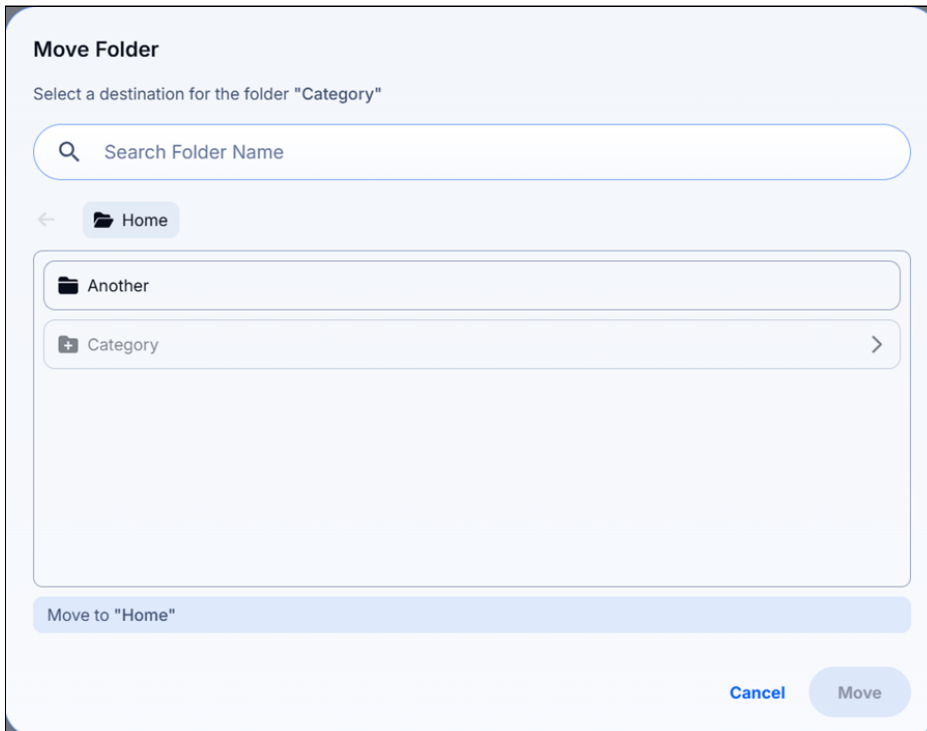 Move Folder
Select a destination for the folder "Category"
Search Folder Name
Home
Another
Category
Move to "Home"
Cancel
Move